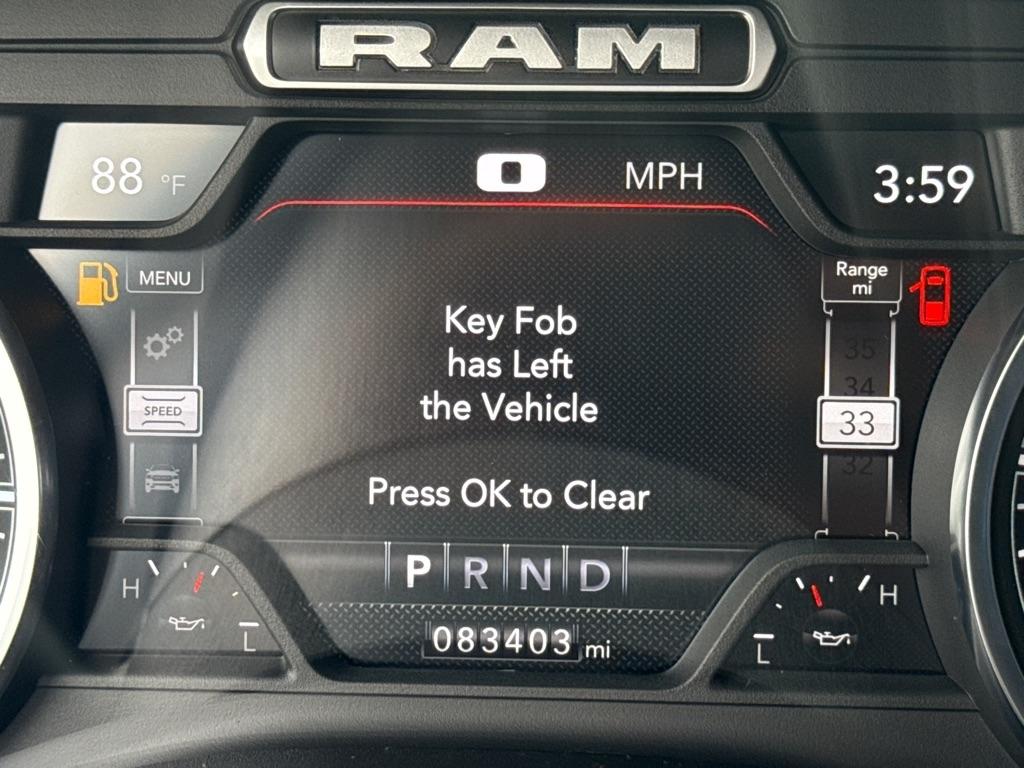 RAM
88 °F
0 MPH
3:59
MENU
Range
mi
Key Fob
has Left
the Vehicle
35
34
SPEED
33
32
Press OK to Clear
P R N D
H
H
L
L
083403 mi